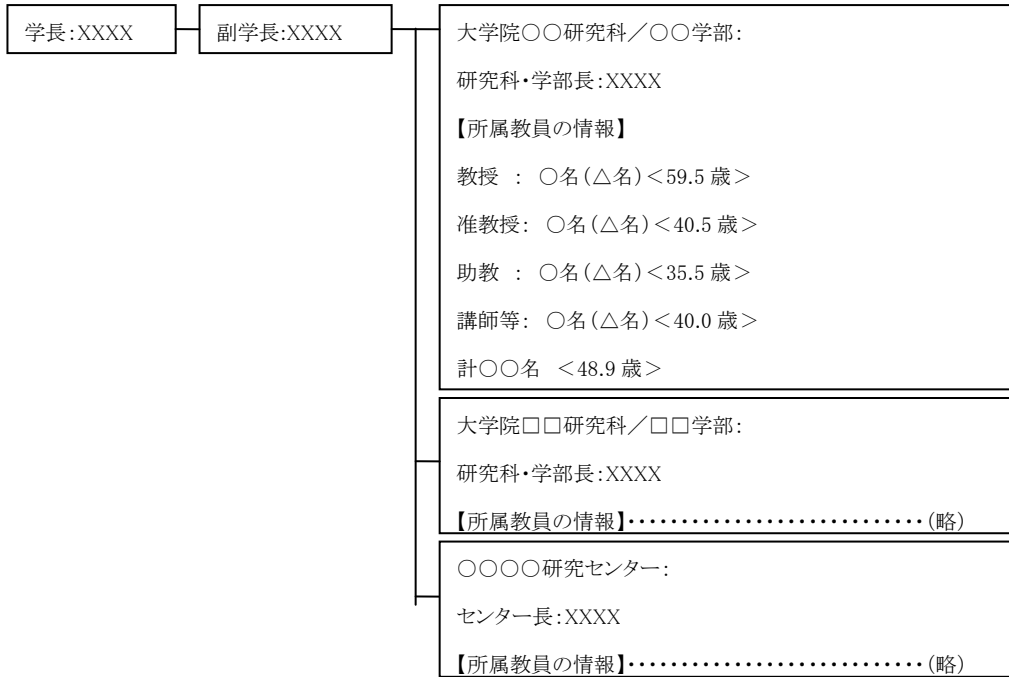 学長:XXXX
副学長:XXXX
大学院○○研究科／○○学部:
研究科・学部長:XXXX
【所属教員の情報】
教授 : ○名(△名)＜59.5歳＞
准教授: ○名(△名)＜40.5歳＞
助教 : ○名(△名)＜35.5歳＞
講師等: ○名(△名)＜40.0歳＞
計○○名 ＜48.9歳＞
大学院□□研究科／□□学部:
研究科・学部長:XXXX
【所属教員の情報】・・・・・・・・・・・・・・・・・・・・・・・・・・・・(略)
○○○○研究センター:
センター長:XXXX
【所属教員の情報】・・・・・・・・・・・・・・・・・・・・・・・・・・・・(略)